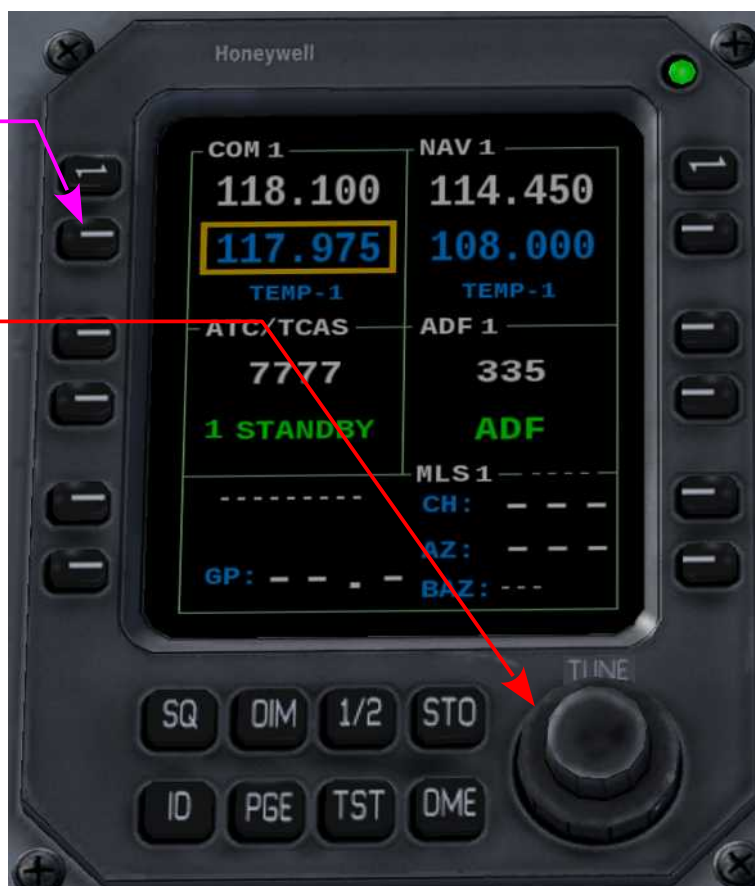 Honeywell
COM 1 NAV 1
118.100 114.450
117.975 108.000
TEMP-1 TEMP-1
ATC/TCAS ADF 1
7777 335
1 STANDBY ADF
MLS 1 - - - - -
- - - - - - - - -
CH: – – –
AZ: – – –
GP: – – . –
BAZ: - - -
TUNE
SQ DIM 1/2 STO
ID PGE TST DME